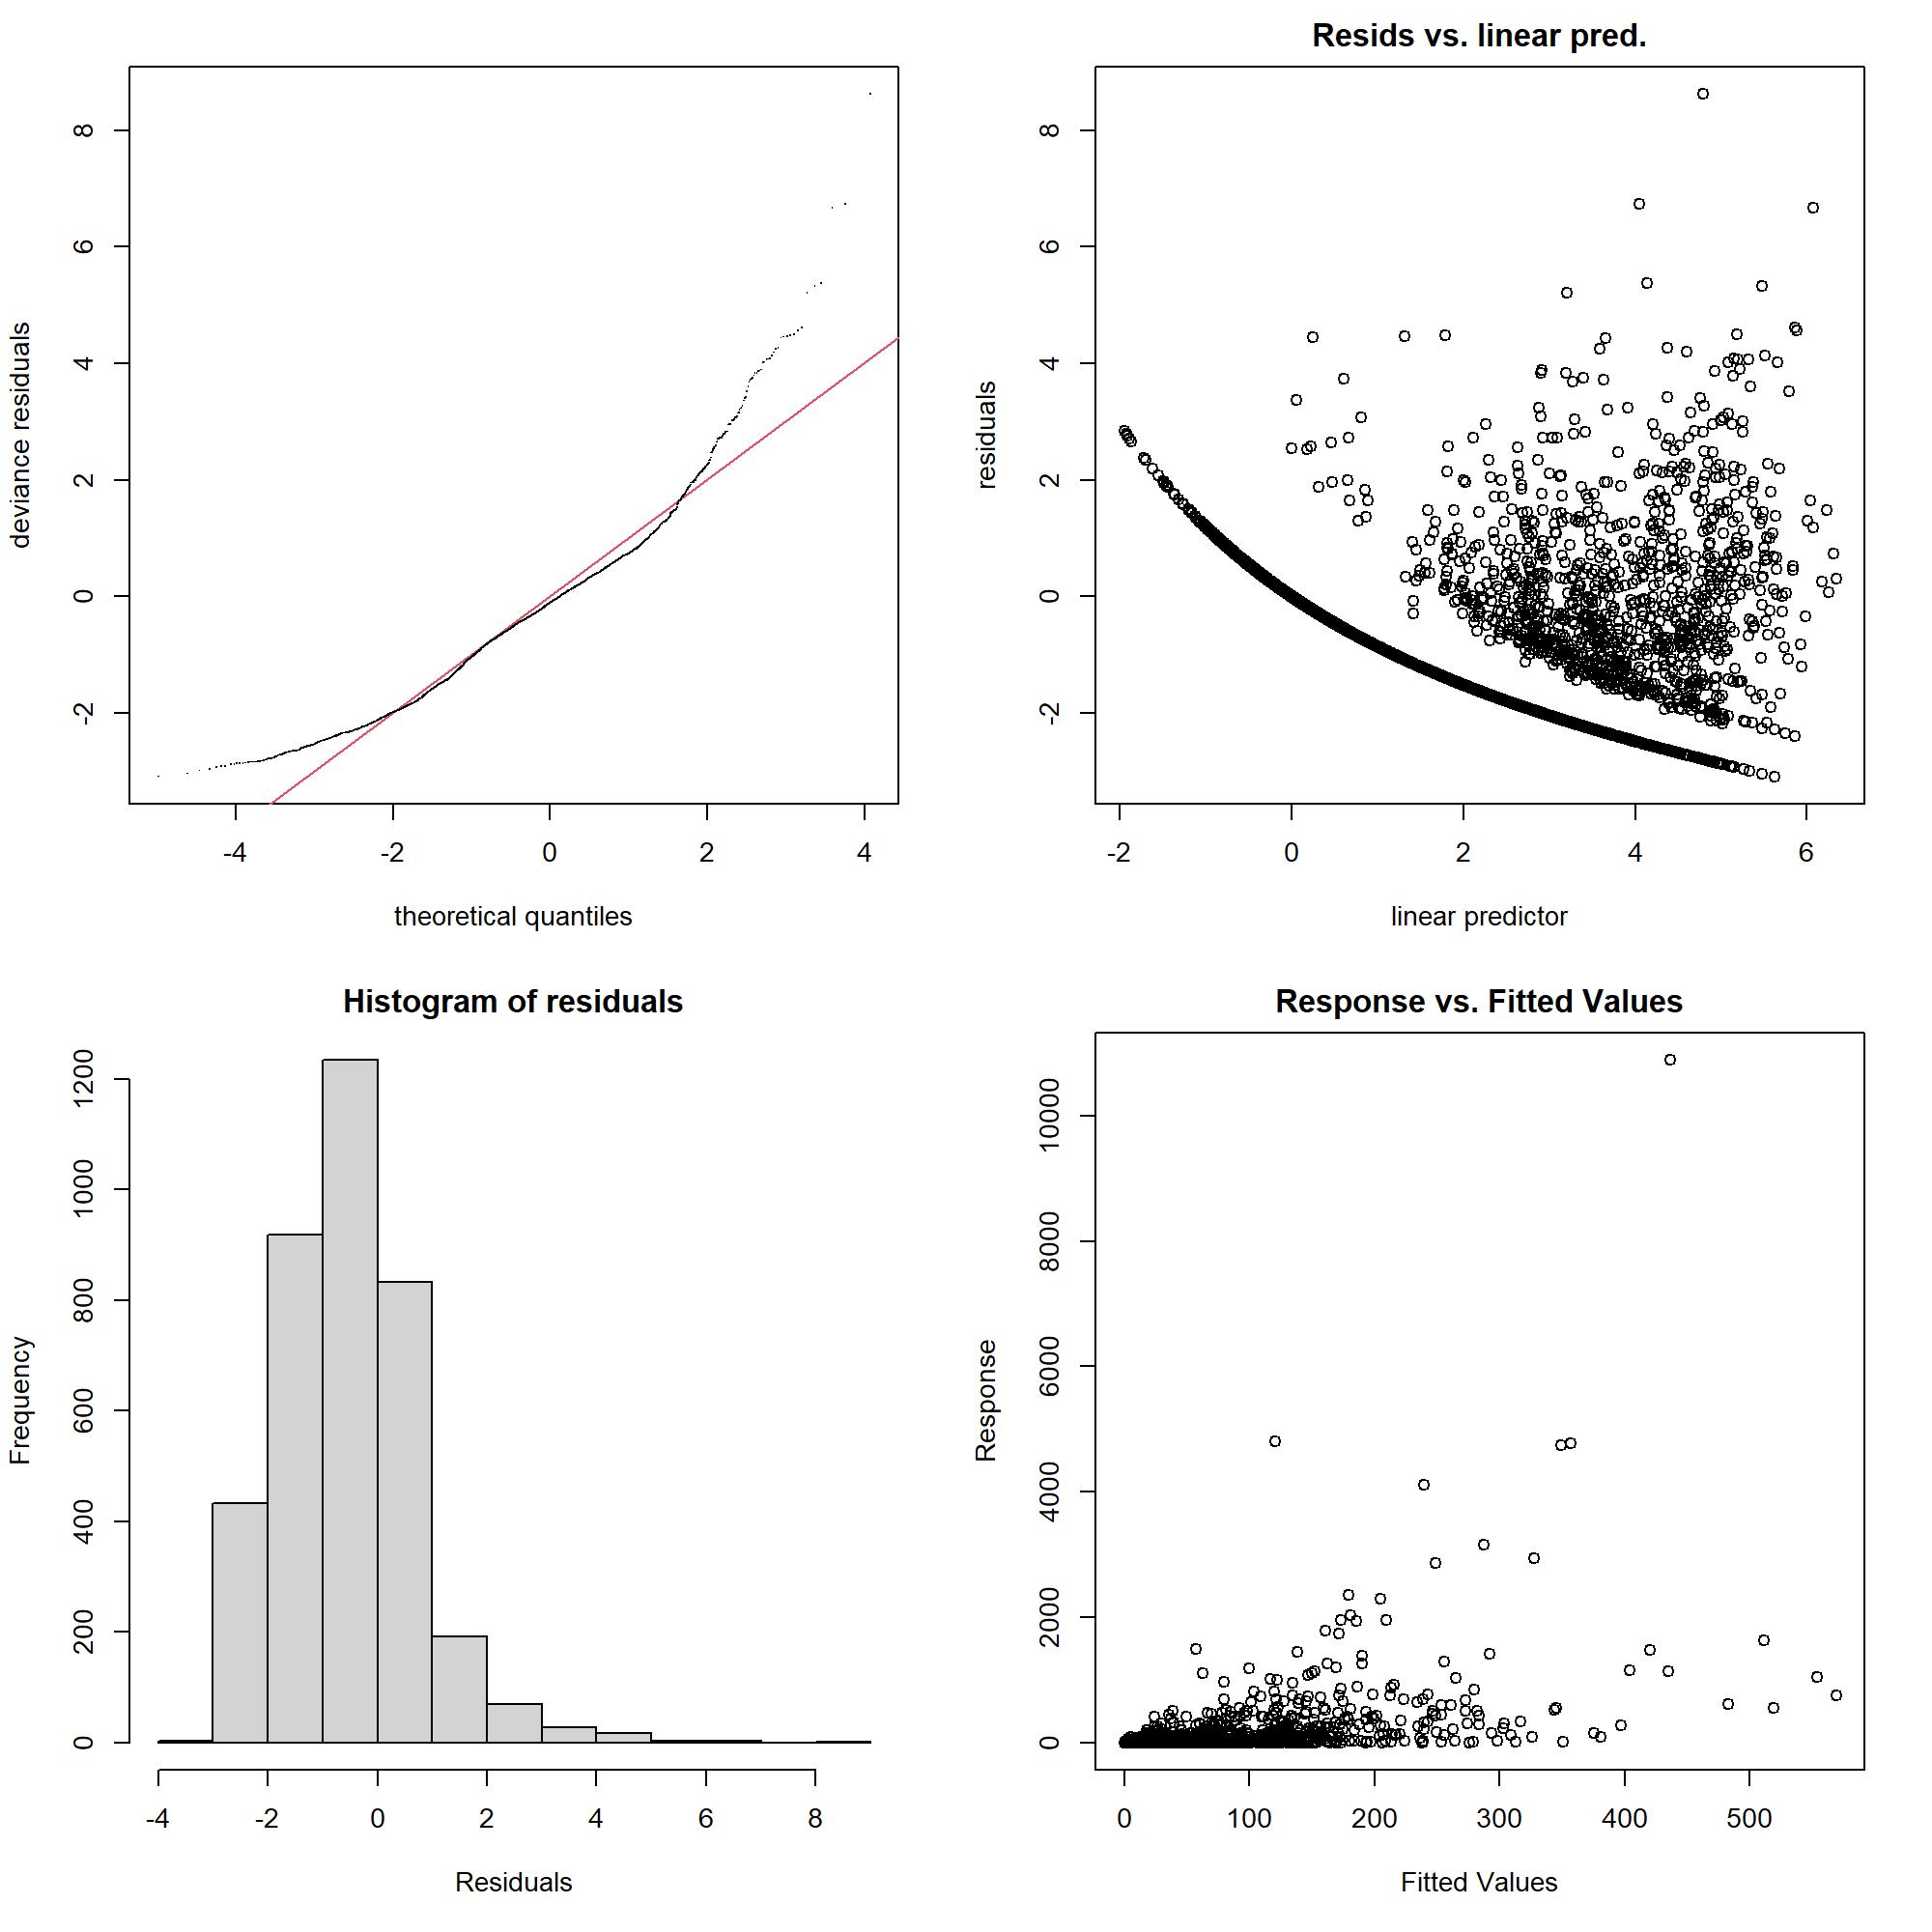 deviance residuals
8
6
4
2
0
-2
-4 -2 0 2 4
theoretical quantiles
Resids vs. linear pred.
residuals
8
6
4
2
0
-2
-2 0 2 4 6
linear predictor
Histogram of residuals
Frequency
1200
1000
800
600
400
200
0
-4 -2 0 2 4 6 8
Residuals
Response vs. Fitted Values
Response
10000
8000
6000
4000
2000
0
0 100 200 300 400 500
Fitted Values